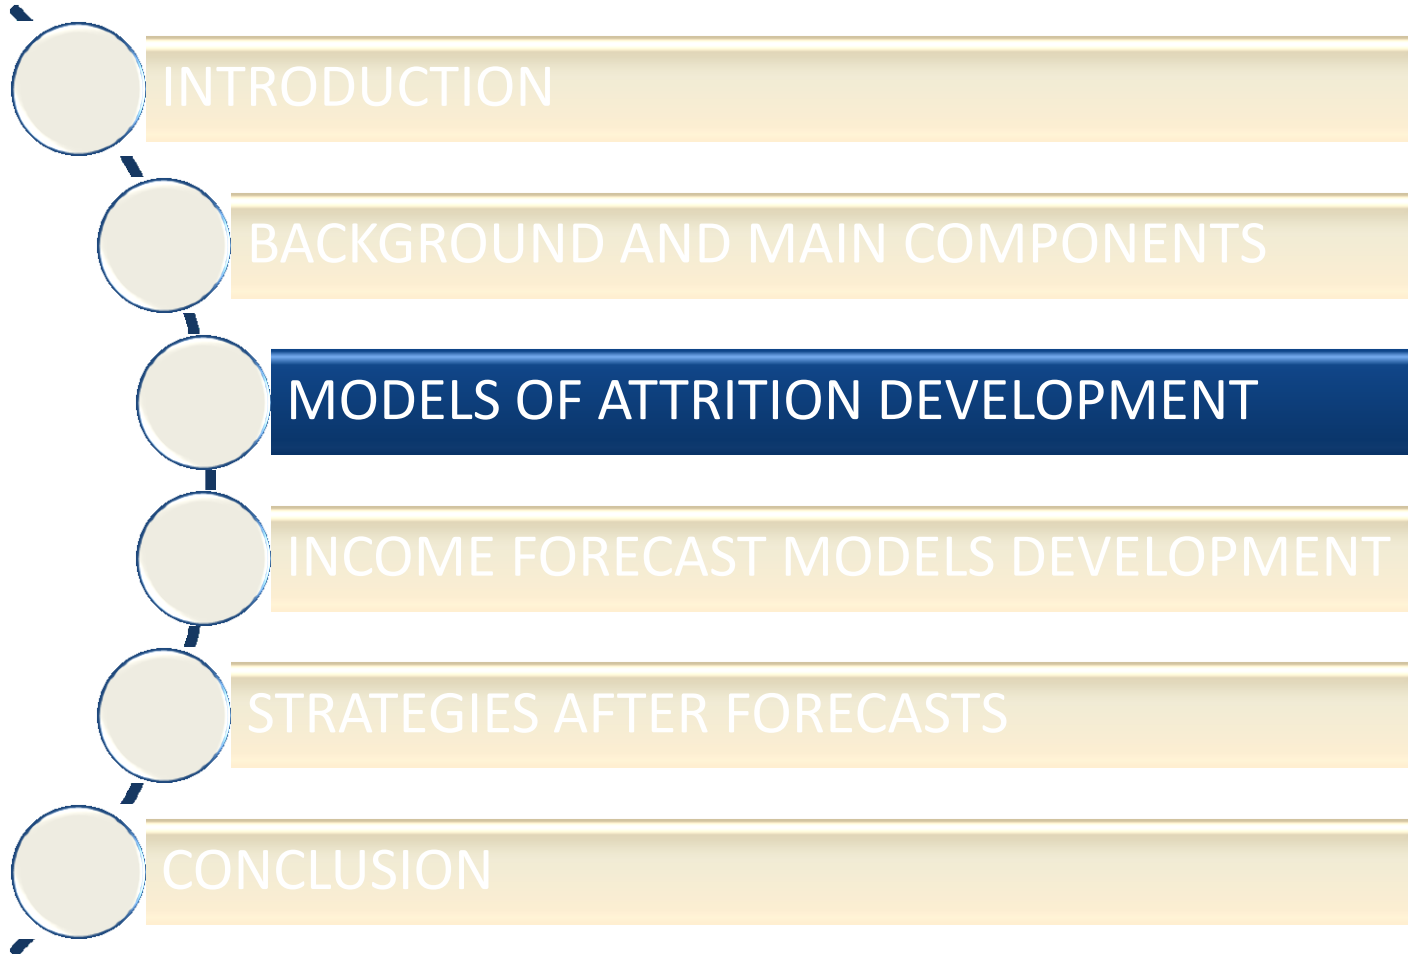 INTRODUCTION
BACKGROUND AND MAIN COMPONENTS
MODELS OF ATTRITION DEVELOPMENT
INCOME FORECAST MODELS DEVELOPMENT
STRATEGIES AFTER FORECASTS
CONCLUSION